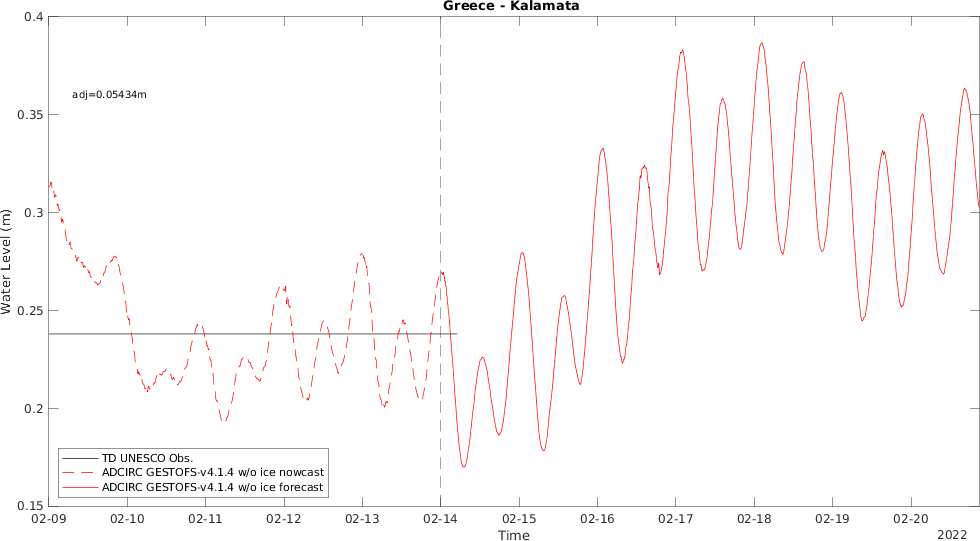 Greece - Kalamata
0.4
0.35
0.3
0.25
0.2
0.15
Water Level (m)
adj=0.05434m
TD UNESCO Obs.
ADCIRC GESTOFS-v4.1.4 w/o ice nowcast
ADCIRC GESTOFS-v4.1.4 w/o ice forecast
02-09 02-10 02-11 02-12 02-13 02-14 02-15 02-16 02-17 02-18 02-19 02-20
Time
2022